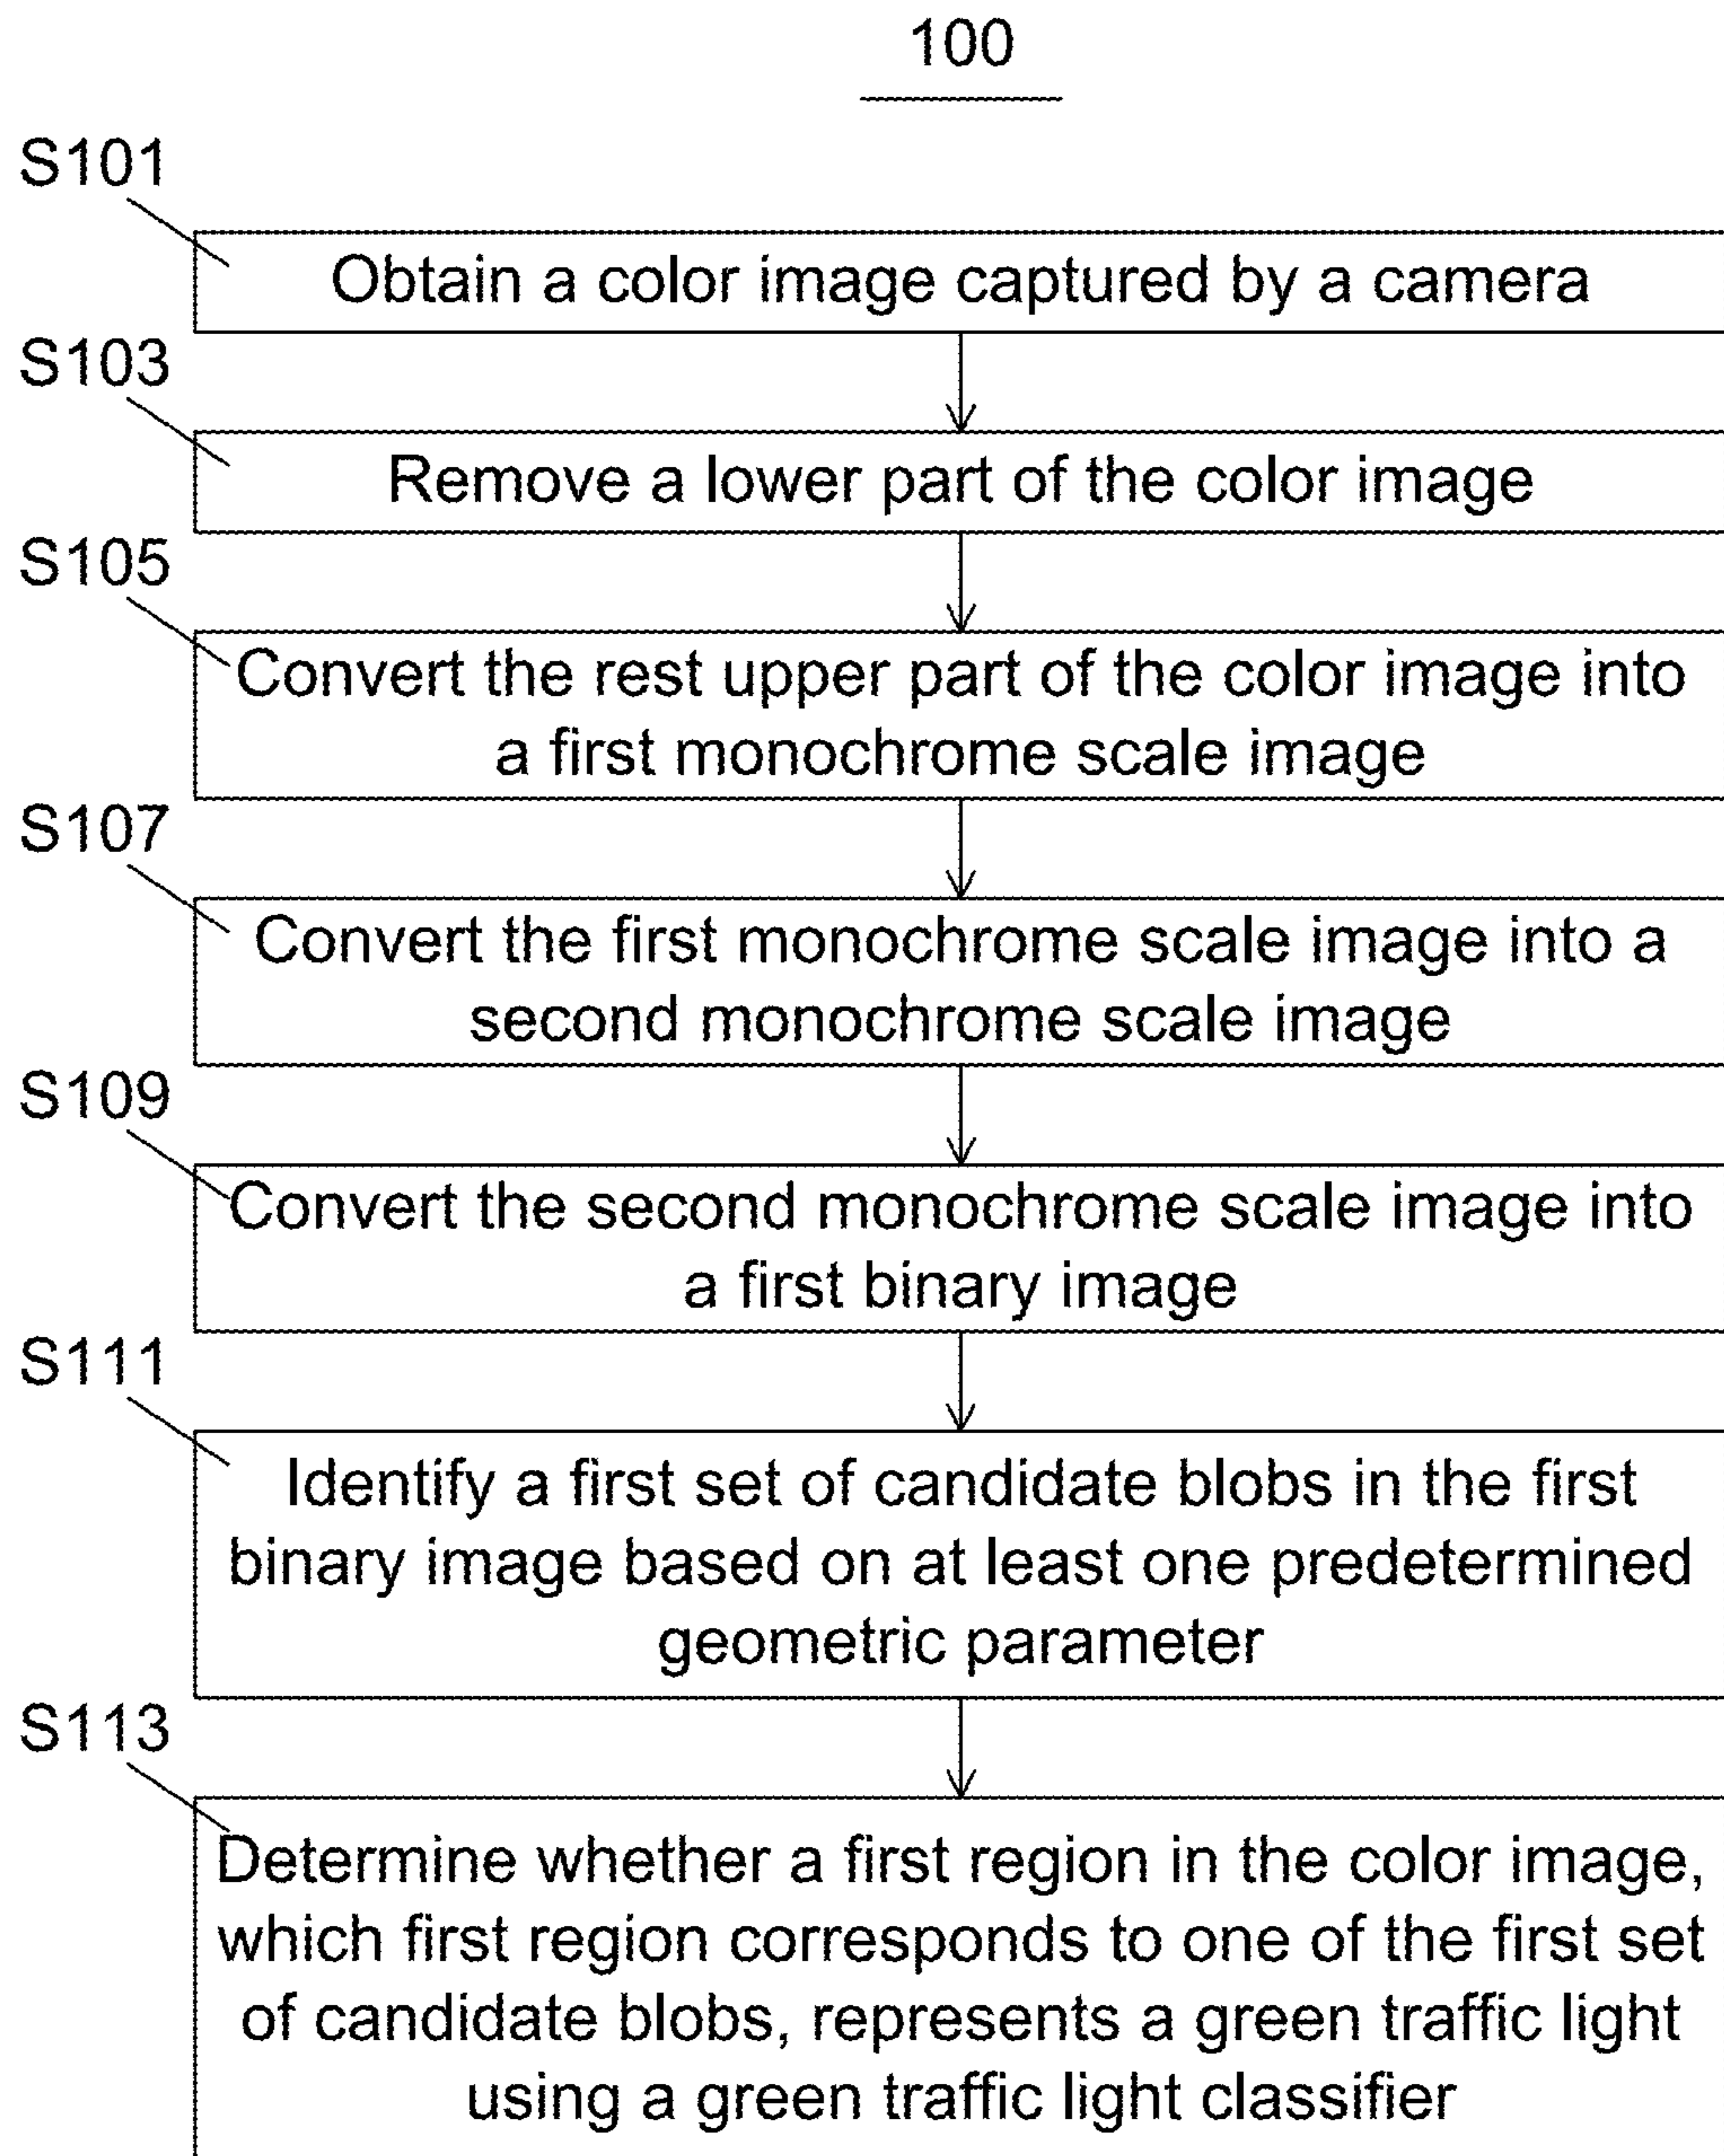 100
S101
Obtain a color image captured by a camera
S103
Remove a lower part of the color image
S105
Convert the rest upper part of the color image into
a first monochrome scale image
S107
Convert the first monochrome scale image into a
second monochrome scale image
S109
Convert the second monochrome scale image into
a first binary image
S111
Identify a first set of candidate blobs in the first
binary image based on at least one predetermined
geometric parameter
S113
Determine whether a first region in the color image,
which first region corresponds to one of the first set
of candidate blobs, represents a green traffic light
using a green traffic light classifier